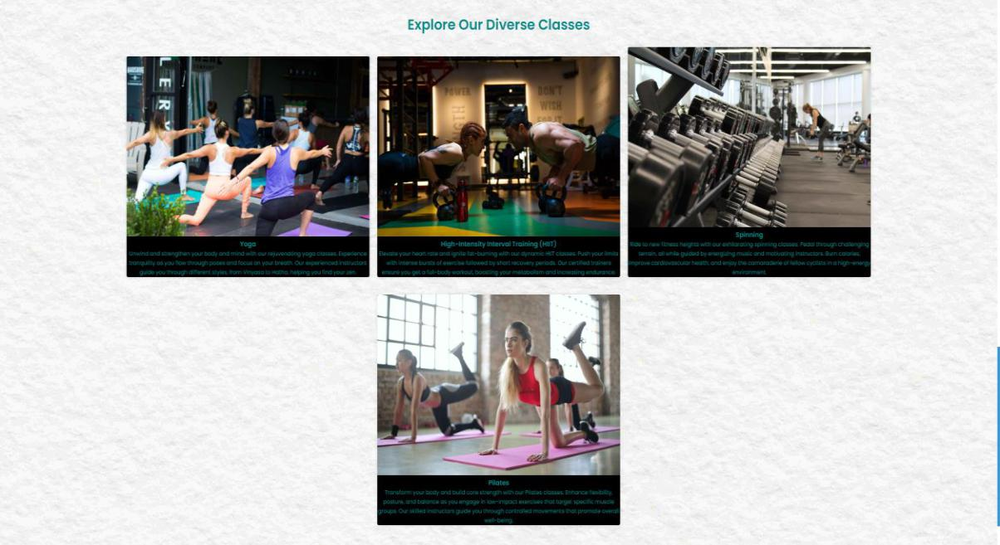 Explore Our Diverse Classes
POWER
DON'T
WISH
Yoga
Unwind and strengthen your body and mind with our rejuvenating yoga classes. Experience
tranquility as you flow through poses and focus on your breath. Our experienced instructors
guide you through different styles, from Vinyasa to Hatha, helping you find your zen.
High-Intensity Interval Training (HIIT)
Elevate your heart rate and ignite fat-burning with our dynamic HIIT classes. Push your limits
with intense bursts of exercise followed by short recovery periods. Our certified trainers
ensure you get a full-body workout, boosting your metabolism and increasing endurance.
Spinning
Ride to new fitness heights with our exhilarating spinning classes. Pedal through challenging
terrain, all while guided by energizing music and motivating instructors. Burn calories,
improve cardiovascular health, and enjoy the camaraderie of fellow cyclists in a high-energy
environment.
Pilates
Transform your body and build core strength with our Pilates classes. Enhance flexibility,
posture, and balance as you engage in low-impact exercises that target specific muscle
groups. Our skilled instructors guide you through controlled movements that promote overall
well-being.